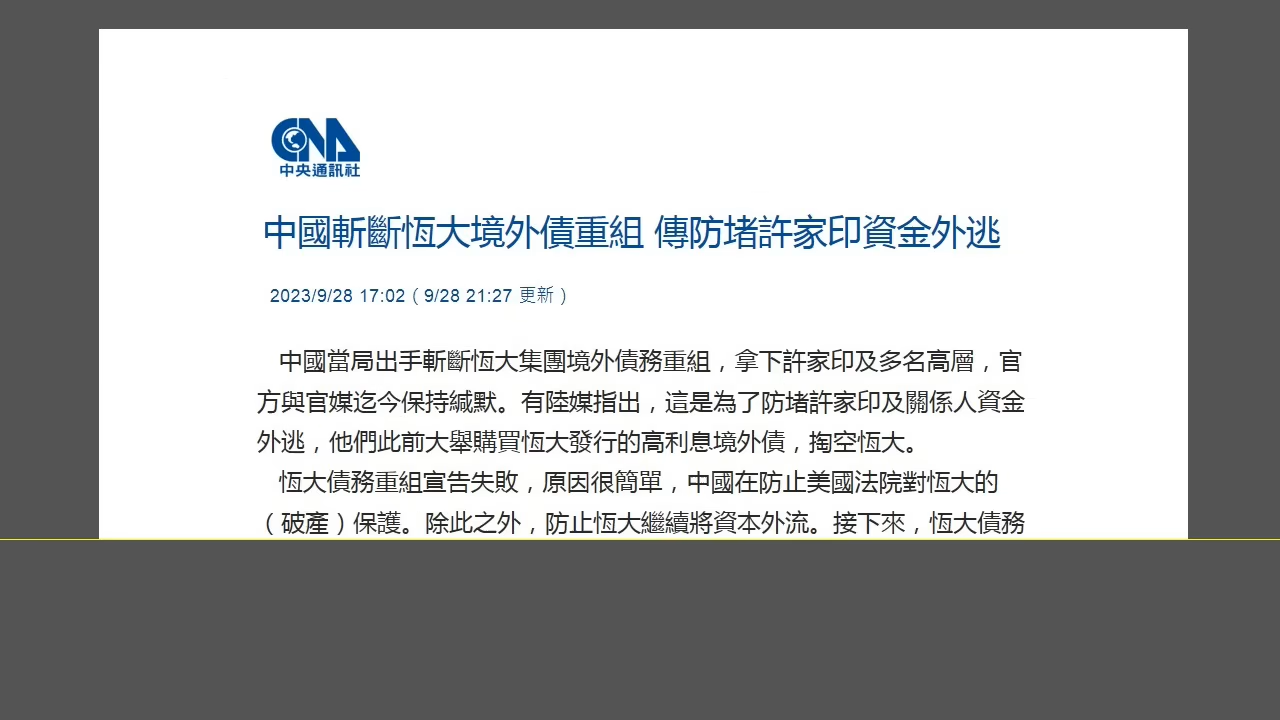 CNA
中央通訊社
中國斬斷恆大境外債重組 傳防堵許家印資金外逃
2023/9/28 17:02（9/28 21:27 更新）
中國當局出手斬斷恆大集團境外債務重組，拿下許家印及多名高層，官
方與官媒迄今保持緘默。有陸媒指出，這是為了防堵許家印及關係人資金
外逃，他們此前大舉購買恆大發行的高利息境外債，掏空恆大。
恆大債務重組宣告失敗，原因很簡單，中國在防止美國法院對恆大的
（破產）保護。除此之外，防止恆大繼續將資本外流。接下來，恆大債務